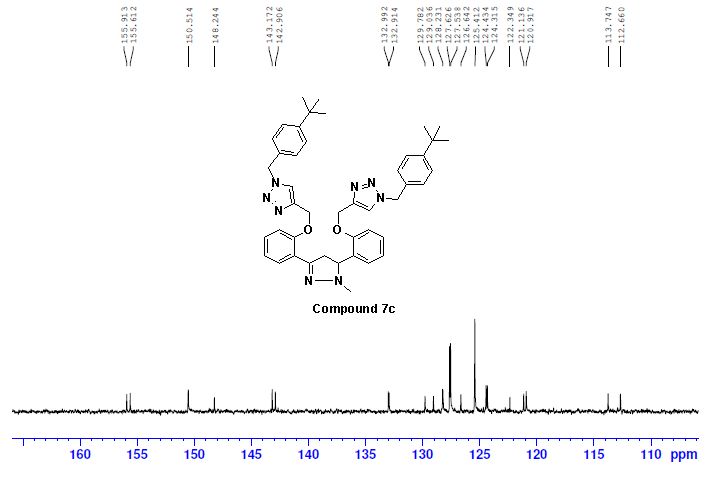 155.913
155.612
150.514
148.244
143.172
142.906
132.992
132.914
129.782
129.036
128.231
127.626
127.538
126.642
125.412
124.434
124.315
122.349
121.136
120.917
113.747
112.660
N
N
N
N
N
N
O
O
N
N
Compound 7c
160 155 150 145 140 135 130 125 120 115 110 ppm